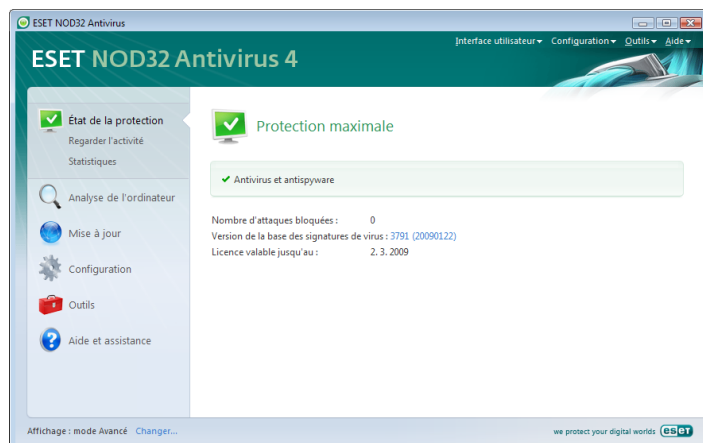 ESET NOD32 Antivirus
Interface utilisateur Configuration Outils Aide
ESET NOD32 Antivirus 4
État de la protection
Regarder l'activité
Statistiques
Analyse de l'ordinateur
Mise à jour
Configuration
Outils
Aide et assistance
Protection maximale
Antivirus et antispyware
Nombre d'attaques bloquées : 0
Version de la base des signatures de virus : 3791 (20090122)
Licence valable jusqu'au : 2. 3. 2009
Affichage : mode Avancé Changer...
we protect your digital worlds eset